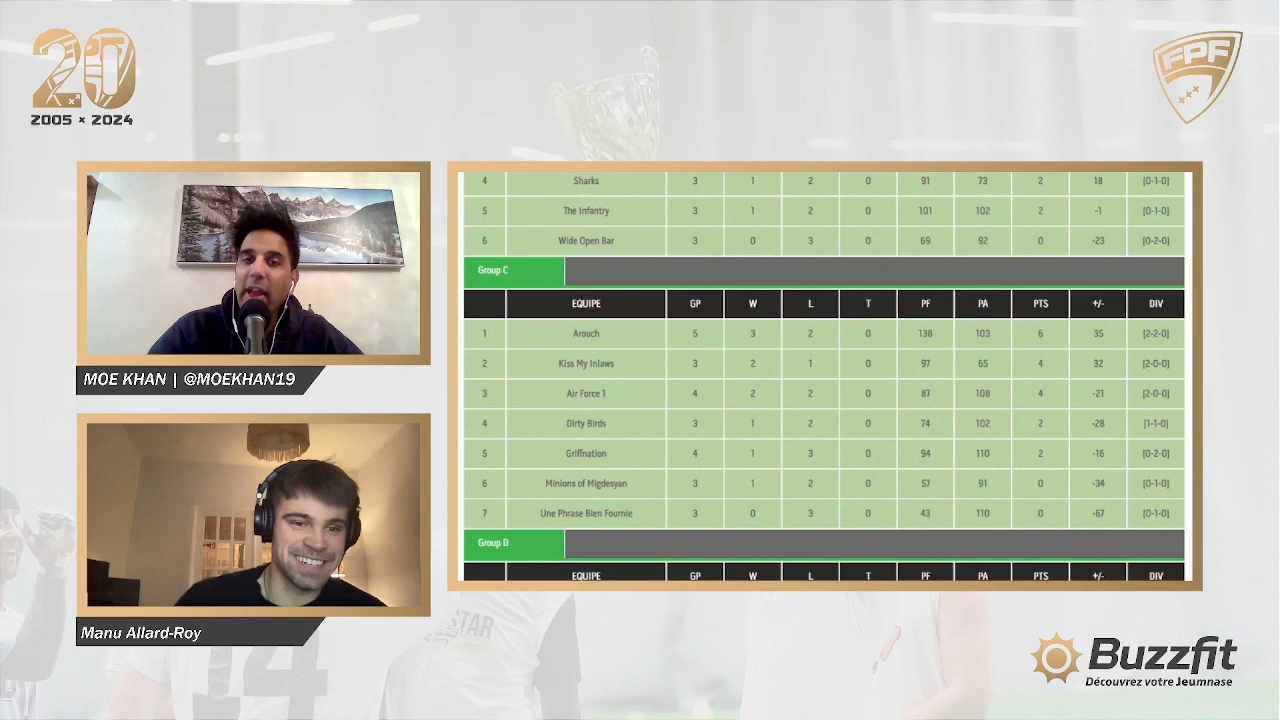 20
2005 × 2024
FPF
4 Sharks 3 1 2 0 91 73 2 18 [0-1-0]
5 The Infantry 3 1 2 0 101 102 2 -1 [0-1-0]
6 Wide Open Bar 3 0 3 0 69 92 0 -23 [0-2-0]
Group C
EQUIPE GP W L T PF PA PTS +/- DIV
1 Arouch 5 3 2 0 138 103 6 35 [2-2-0]
2 Kiss My Inlaws 3 2 1 0 97 65 4 32 [2-0-0]
3 Air Force 1 4 2 2 0 87 108 4 -21 [2-0-0]
4 Dirty Birds 3 1 2 0 74 102 2 -28 [1-1-0]
5 Griffnation 4 1 3 0 94 110 2 -16 [0-2-0]
6 Minions of Migdesyan 3 1 2 0 57 91 0 -34 [0-1-0]
7 Une Phrase Bien Fournie 3 0 3 0 43 110 0 -67 [0-1-0]
Group D
EQUIPE GP W L T PF PA PTS +/- DIV
MOE KHAN | @MOEKHAN19
Manu Allard-Roy
STAR
14
Buzzfit
Découvrez votre Jeumnase